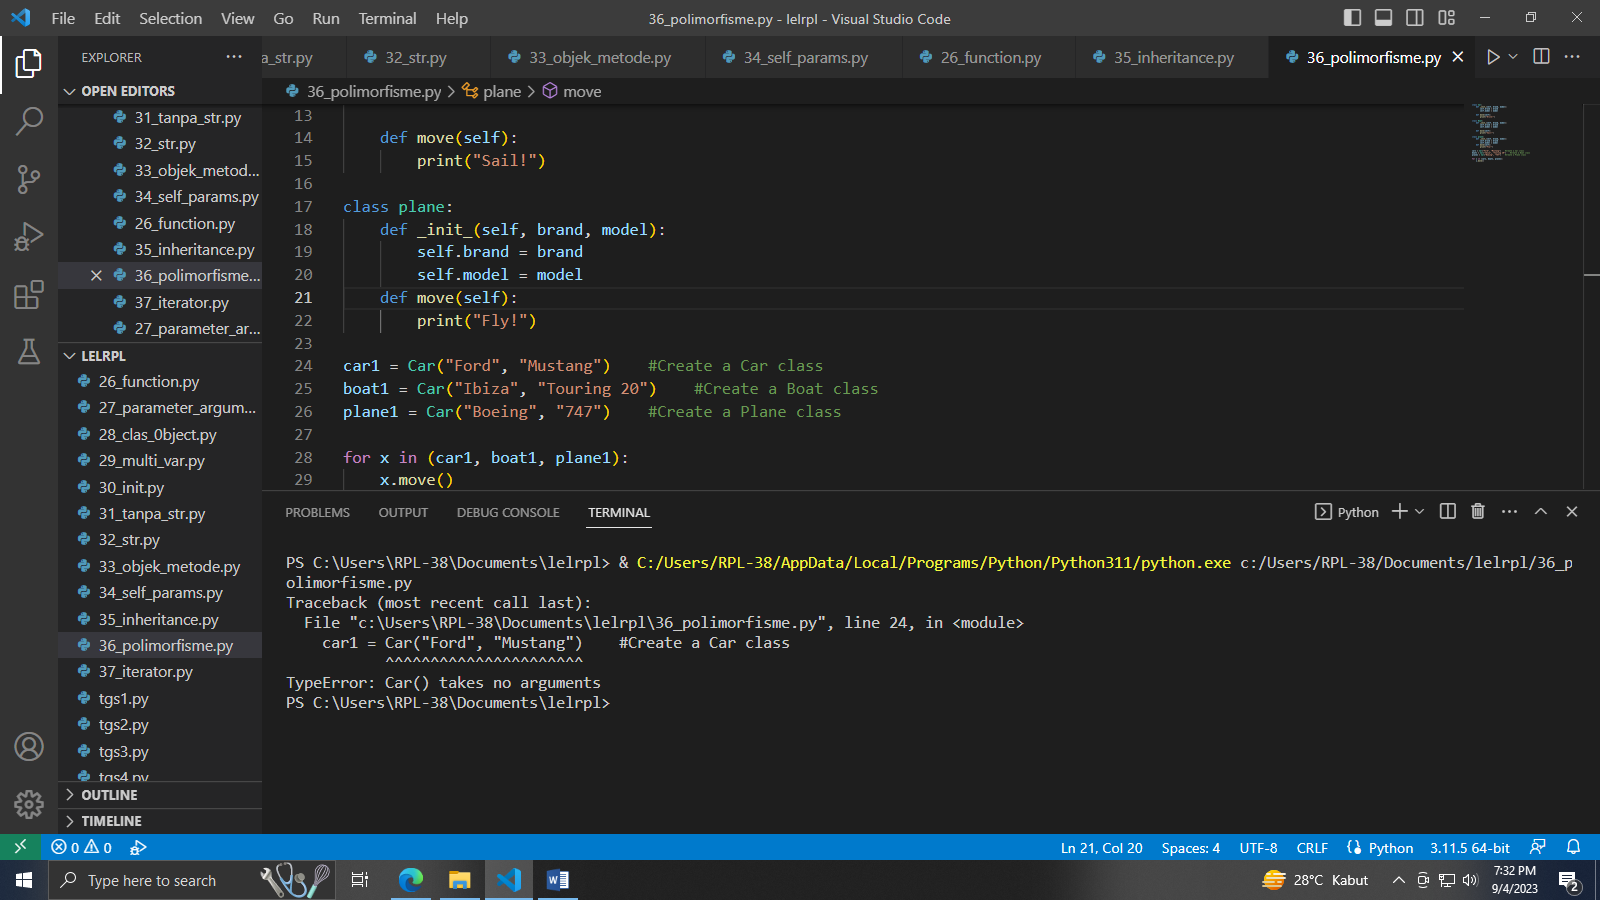 File Edit Selection View Go Run Terminal Help
36_polimorfisme.py - lelrpl - Visual Studio Code
EXPLORER
a_str.py 32_str.py 33_objek_metode.py 34_self_params.py 26_function.py 35_inheritance.py 36_polimorfisme.py
OPEN EDITORS
31_tanpa_str.py
32_str.py
33_objek_metod...
34_self_params.py
26_function.py
35_inheritance.py
36_polimorfisme...
37_iterator.py
27_parameter_ar...
LELRPL
26_function.py
27_parameter_argum...
28_clas_0bject.py
29_multi_var.py
30_init.py
31_tanpa_str.py
32_str.py
33_objek_metode.py
34_self_params.py
35_inheritance.py
36_polimorfisme.py
37_iterator.py
tgs1.py
tgs2.py
tgs3.py
tgs4.py
OUTLINE
TIMELINE
36_polimorfisme.py > plane > move
13
14 def move(self):
15 print("Sail!")
16
17 class plane:
18 def _init_(self, brand, model):
19 self.brand = brand
20 self.model = model
21 def move(self):
22 print("Fly!")
23
24 car1 = Car("Ford", "Mustang") #Create a Car class
25 boat1 = Car("Ibiza", "Touring 20") #Create a Boat class
26 plane1 = Car("Boeing", "747") #Create a Plane class
27
28 for x in (car1, boat1, plane1):
29 x.move()
PROBLEMS OUTPUT DEBUG CONSOLE TERMINAL
Python
PS C:\Users\RPL-38\Documents\lelrpl> & C:/Users/RPL-38/AppData/Local/Programs/Python/Python311/python.exe c:/Users/RPL-38/Documents/lelrpl/36_p
olimorfisme.py
Traceback (most recent call last):
File "c:\Users\RPL-38\Documents\lelrpl\36_polimorfisme.py", line 24, in <module>
car1 = Car("Ford", "Mustang") #Create a Car class
^^^^^^^^^^^^^^^^^^^^^^
TypeError: Car() takes no arguments
PS C:\Users\RPL-38\Documents\lelrpl>
0 0
Ln 21, Col 20 Spaces: 4 UTF-8 CRLF Python 3.11.5 64-bit
Type here to search
28°C Kabut
7:32 PM
9/4/2023
2